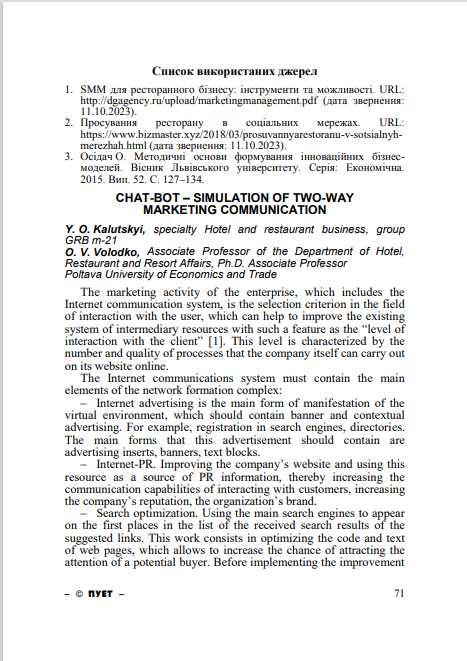 Список використаних джерел
1. SMM для ресторанного бізнесу: інструменти та можливості. URL:
http://dgagency.ru/upload/marketingmanagement.pdf (дата звернення:
11.10.2023).
2. Просування ресторану в соціальних мережах. URL:
https://www.bizmaster.xyz/2018/03/prosuvannyarestoranu-v-sotsialnyh-
merezhah.html (дата звернення: 11.10.2023).
3. Осідач О. Методичні основи формування інноваційних бізнес-
моделей. Вісник Львівського університету. Серія: Економічна.
2015. Вип. 52. С. 127–134.
CHAT-BOT – SIMULATION OF TWO-WAY
MARKETING COMMUNICATION
Y. O. Kalutskyi, specialty Hotel and restaurant business, group
GRB m-21
O. V. Volodko, Associate Professor of the Department of Hotel,
Restaurant and Resort Affairs, Ph.D. Associate Professor
Poltava University of Economics and Trade
The marketing activity of the enterprise, which includes the
Internet communication system, is the selection criterion in the field
of interaction with the user, which can help to improve the existing
system of intermediary resources with such a feature as the “level of
interaction with the client” [1]. This level is characterized by the
number and quality of processes that the company itself can carry out
on its website online.
The Internet communications system must contain the main
elements of the network formation complex:
– Internet advertising is the main form of manifestation of the
virtual environment, which should contain banner and contextual
advertising. For example, registration in search engines, directories.
The main forms that this advertisement should contain are
advertising inserts, banners, text blocks.
– Internet-PR. Improving the company’s website and using this
resource as a source of PR information, thereby increasing the
communication capabilities of interacting with customers, increasing
the company’s reputation, the organization’s brand.
– Search optimization. Using the main search engines to appear
on the first places in the list of the received search results of the
suggested links. This work consists in optimizing the code and text
of web pages, which allows to increase the chance of attracting the
attention of a potential buyer. Before implementing the improvement
– © ПУЕТ –
71